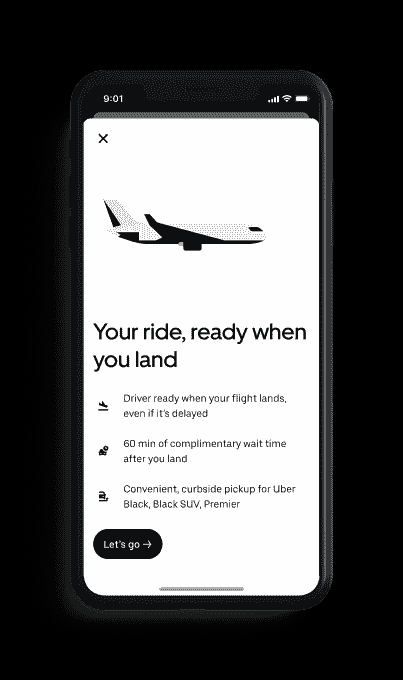 9:01
Your ride, ready when
you land
Driver ready when your flight lands,
even if it's delayed
60 min of complimentary wait time
after you land
Convenient, curbside pickup for Uber
Black, Black SUV, Premier
Let's go →